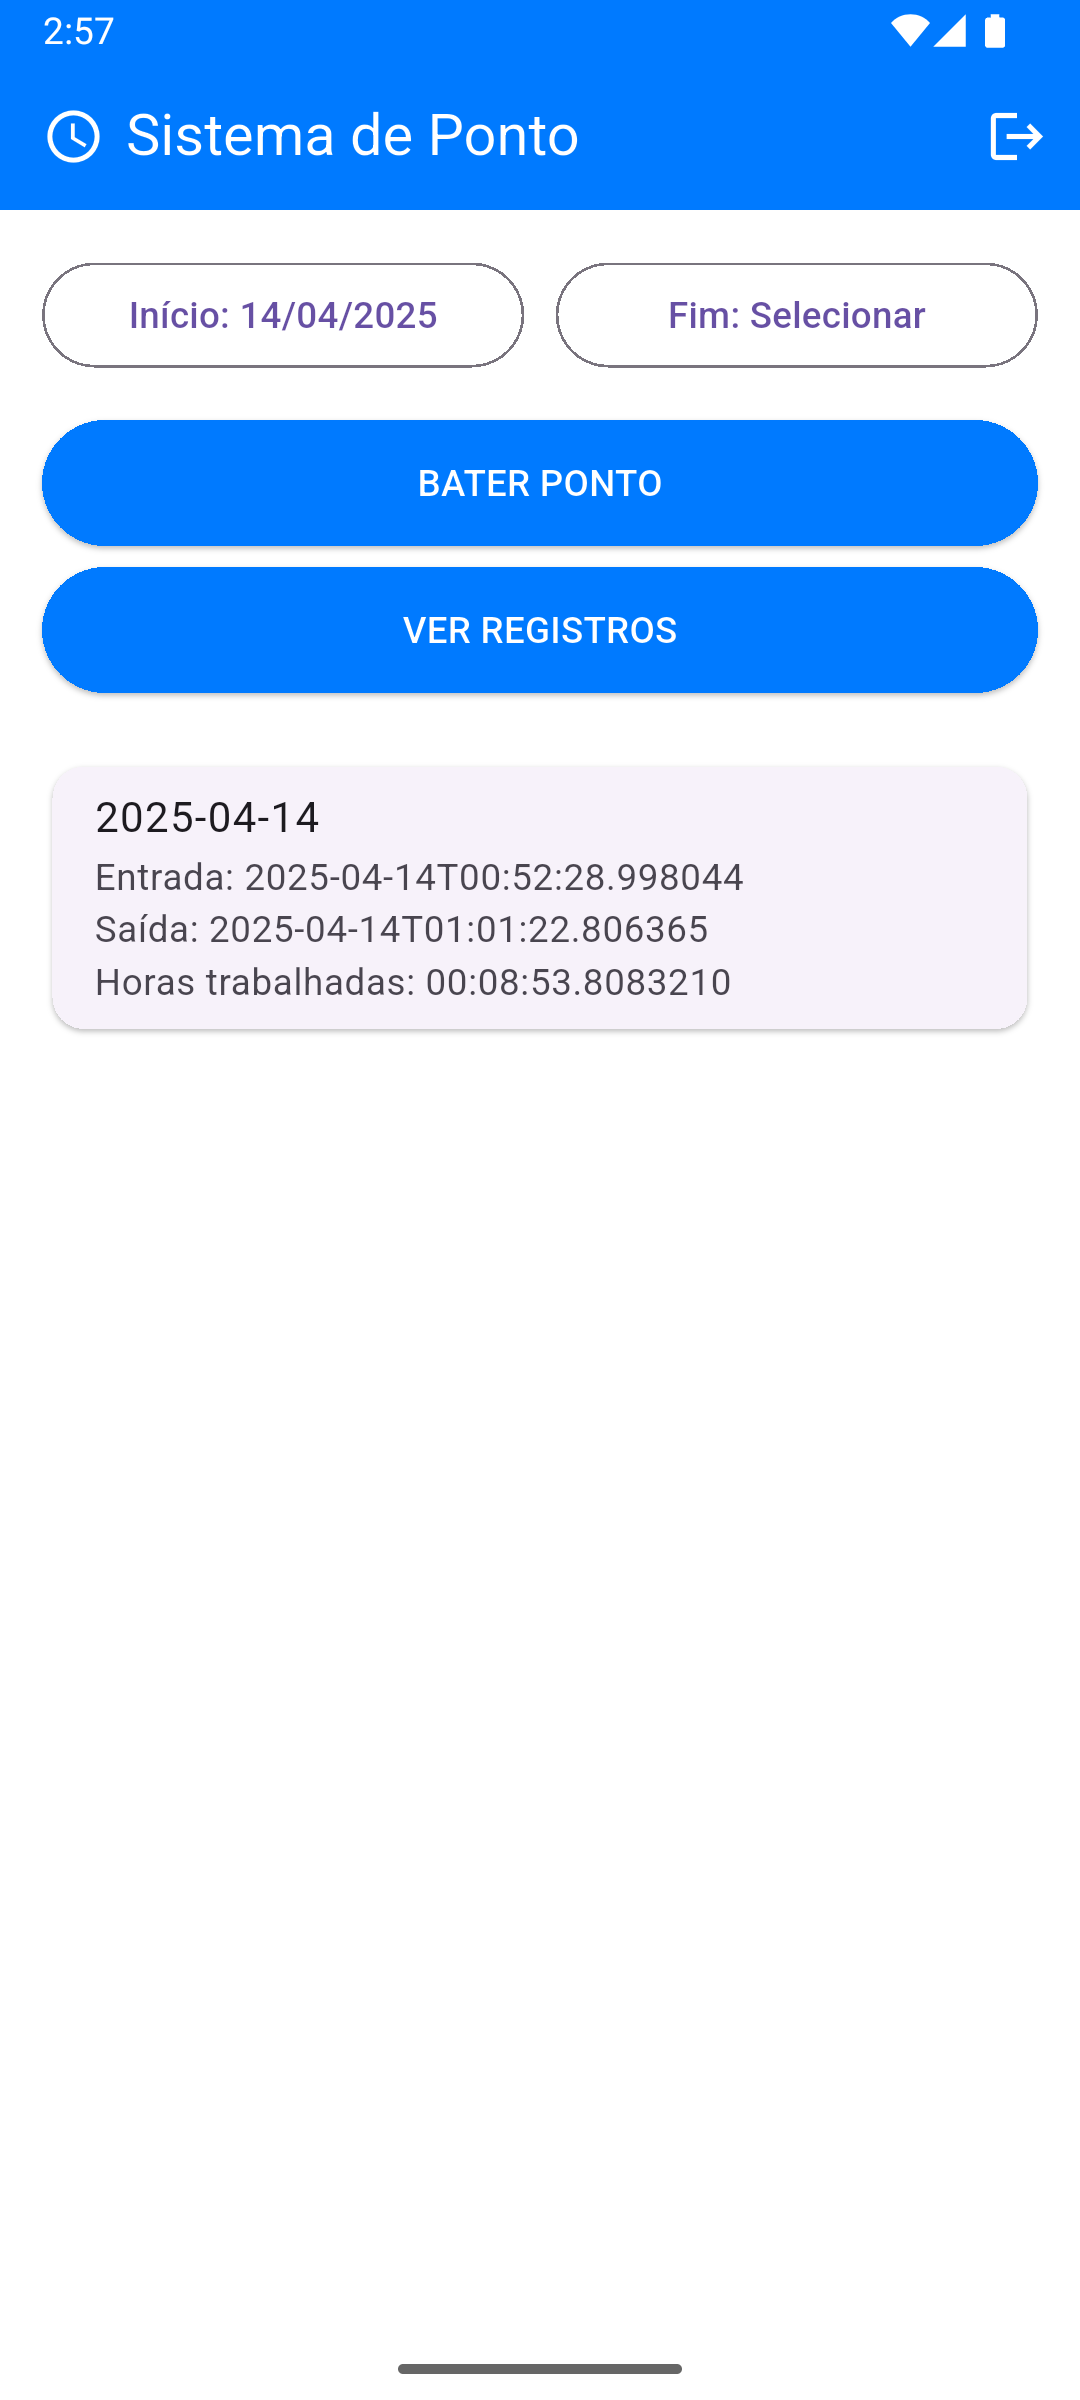 2:57
Sistema de Ponto
Início: 14/04/2025
Fim: Selecionar
BATER PONTO
VER REGISTROS
2025-04-14
Entrada: 2025-04-14T00:52:28.998044
Saída: 2025-04-14T01:01:22.806365
Horas trabalhadas: 00:08:53.8083210